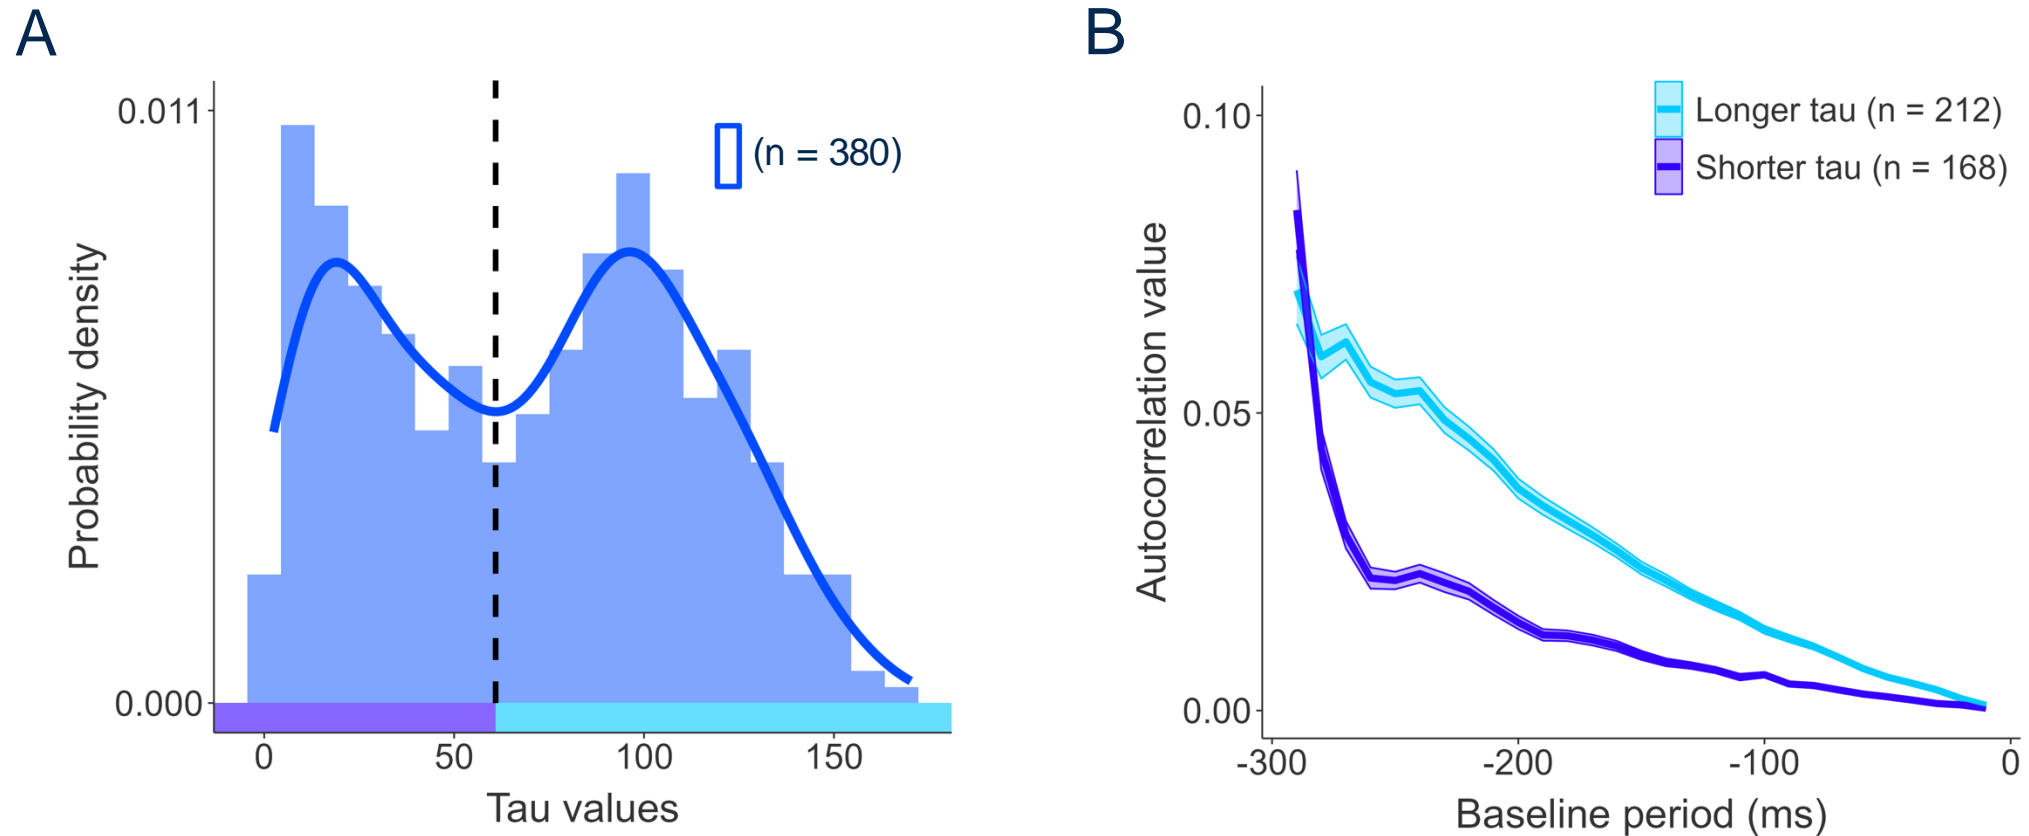 A
0.011
0.000
Probability density
(n = 380)
0
50
100
150
Tau values
B
0.10
0.05
0.00
Autocorrelation value
Longer tau (n = 212)
Shorter tau (n = 168)
-300
-200
-100
0
Baseline period (ms)